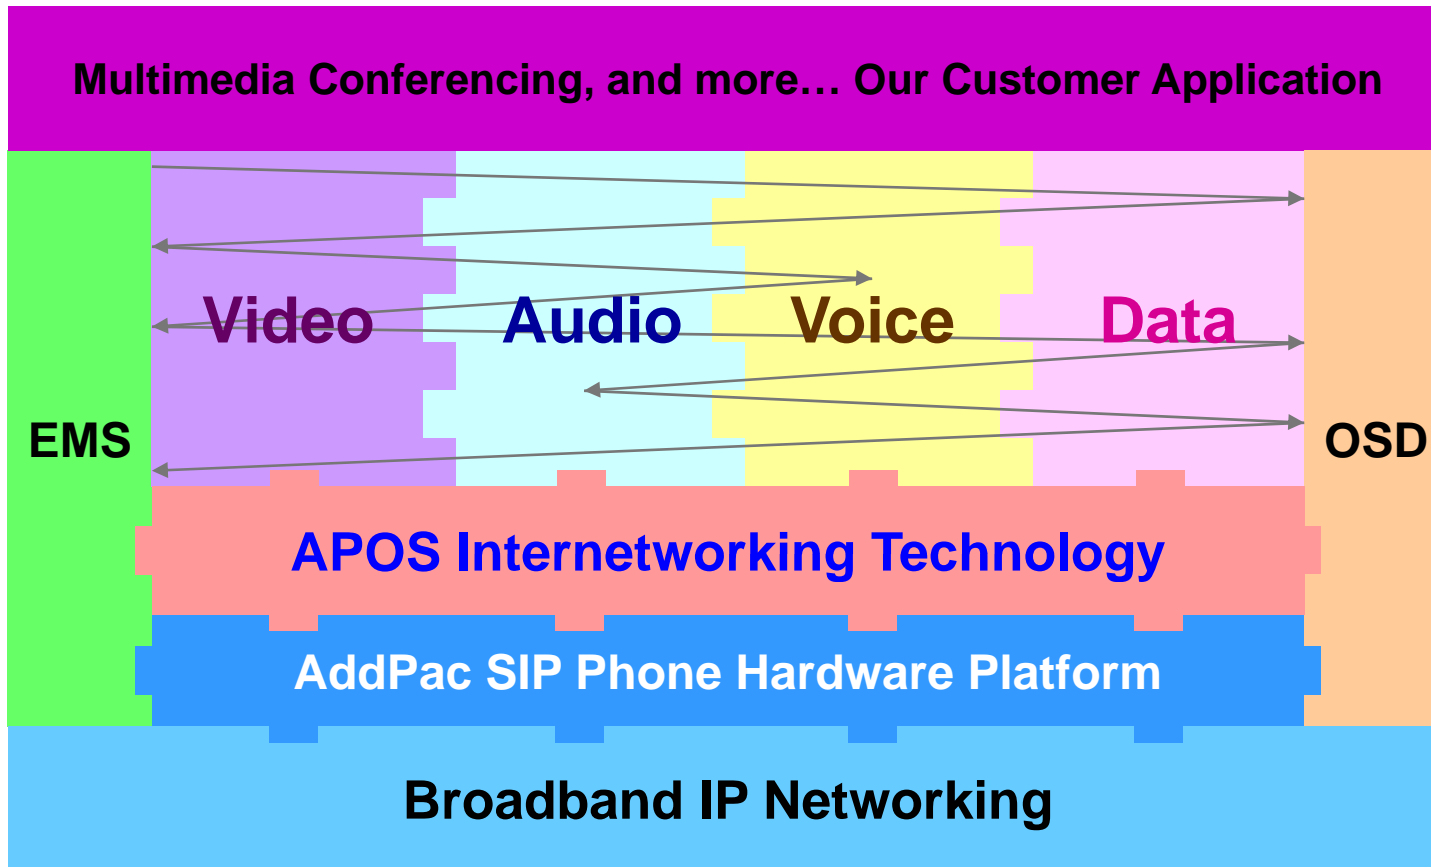 Multimedia Conferencing, and more… Our Customer Application
Video Audio Voice Data
EMS
OSD
APOS Internetworking Technology
AddPac SIP Phone Hardware Platform
Broadband IP Networking